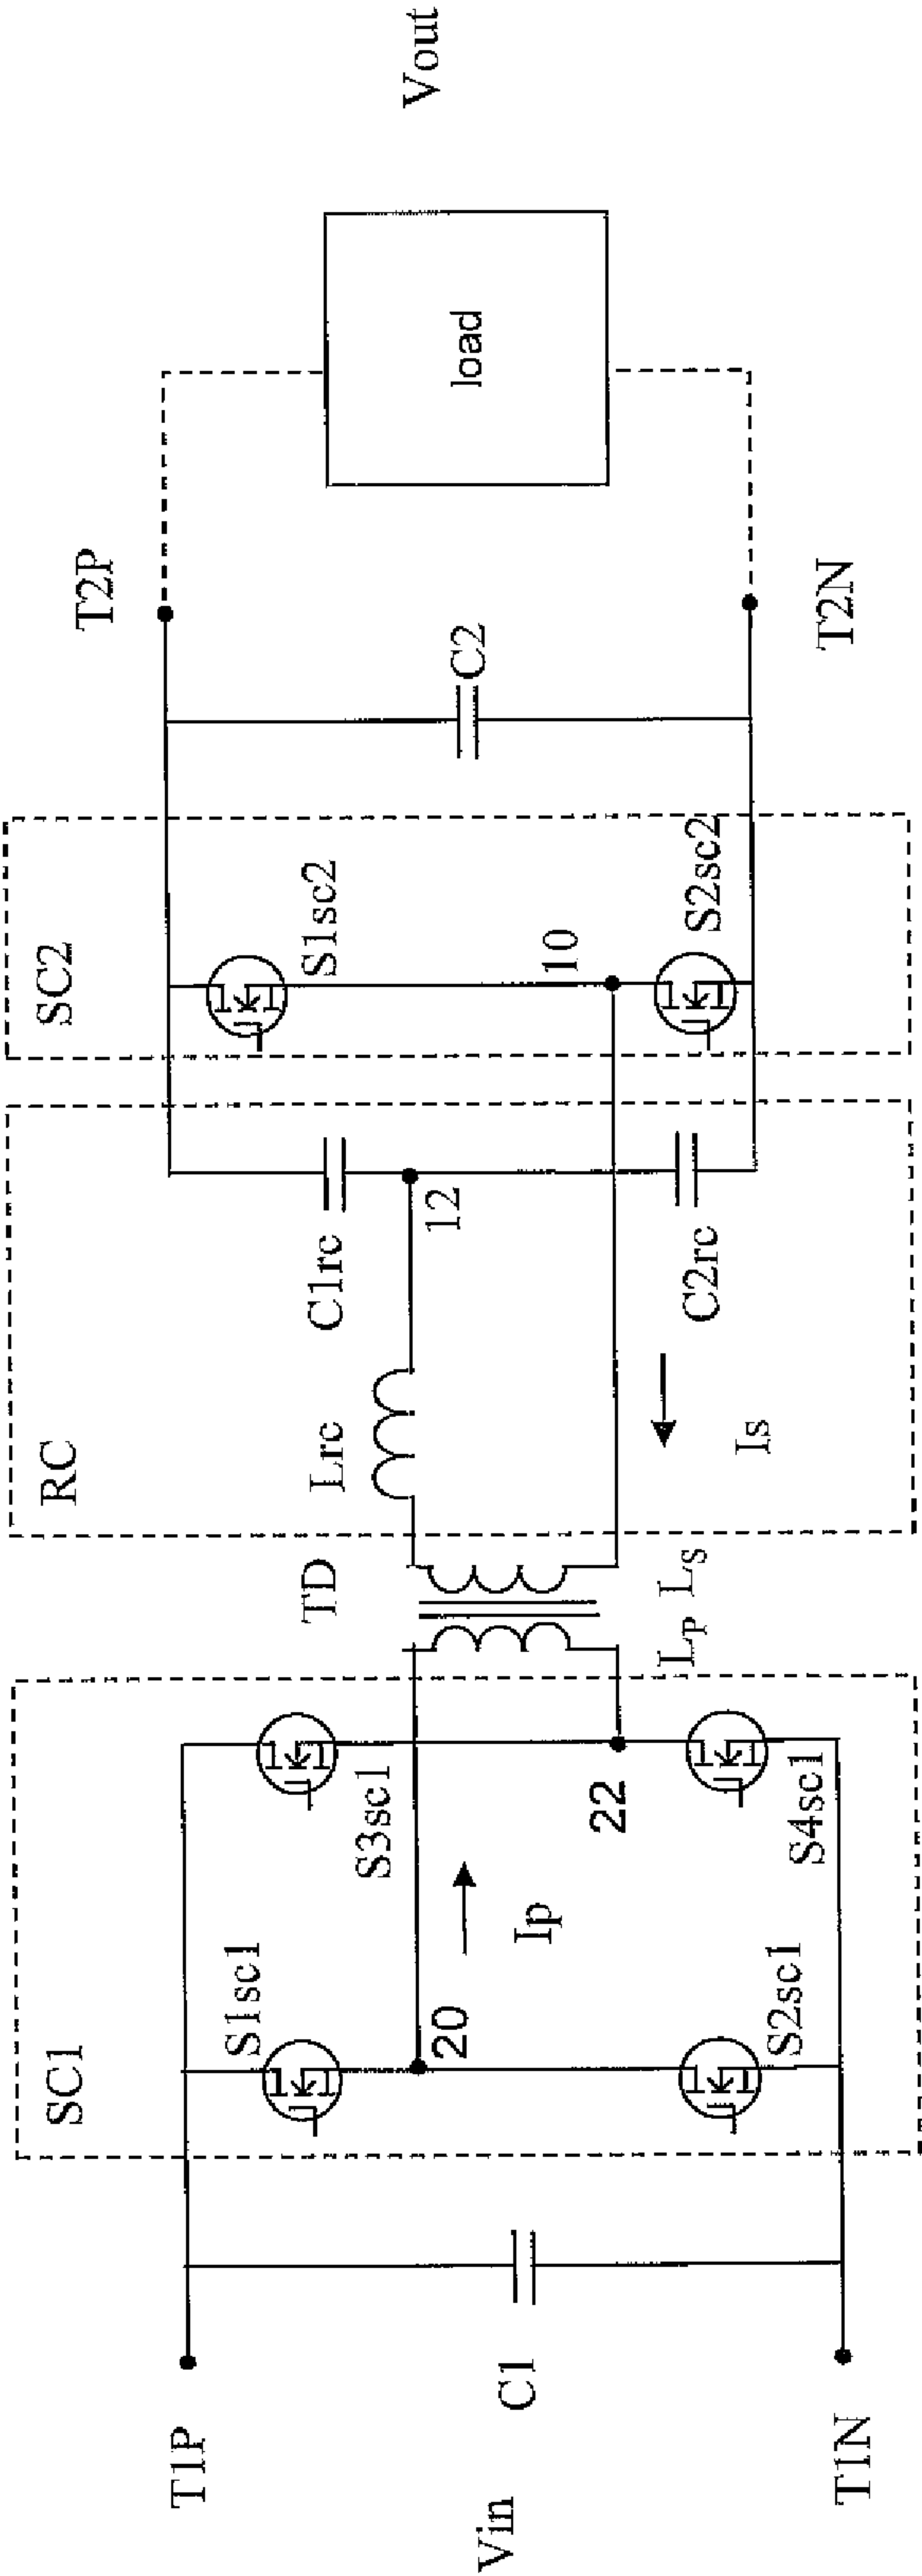 SC1
RC
SC2
T1P
S1sc1
S3sc1
TD
Lrc
C1rc
12
S1sc2
T2P
Vin
C1
20
Ip
22
LP
LS
Is
10
C2
load
Vout
T1N
S2sc1
S4sc1
C2rc
S2sc2
T2N